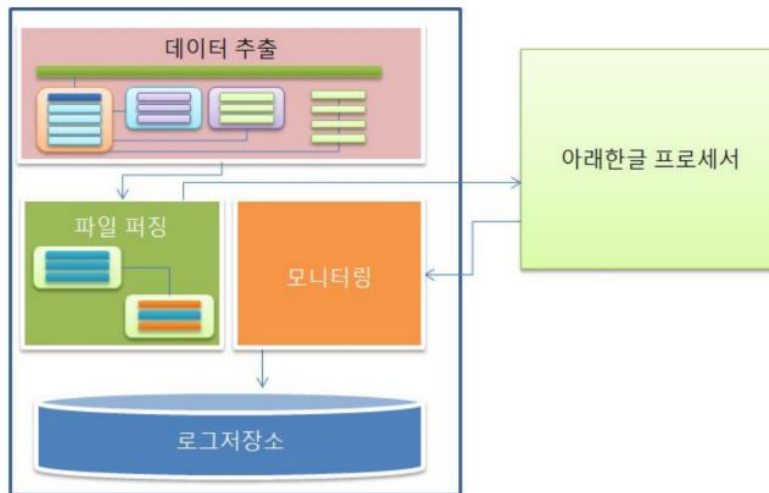 데이터 추출
아래한글 프로세서
파일 퍼징
모니터링
로그저장소